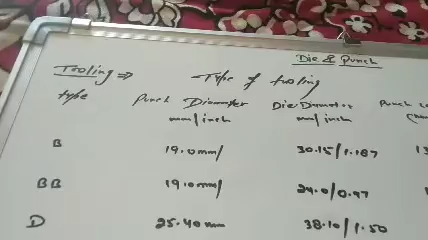 Die & Punch
Tooling ⇒ Type of tooling
type Punch Diameter Die Diameter Punch
mm/inch mm/inch
B 19.0mm/ 30.15/1.187
BB 19.0mm/ 24.0/0.97
D 25.40mm 38.10/1.50